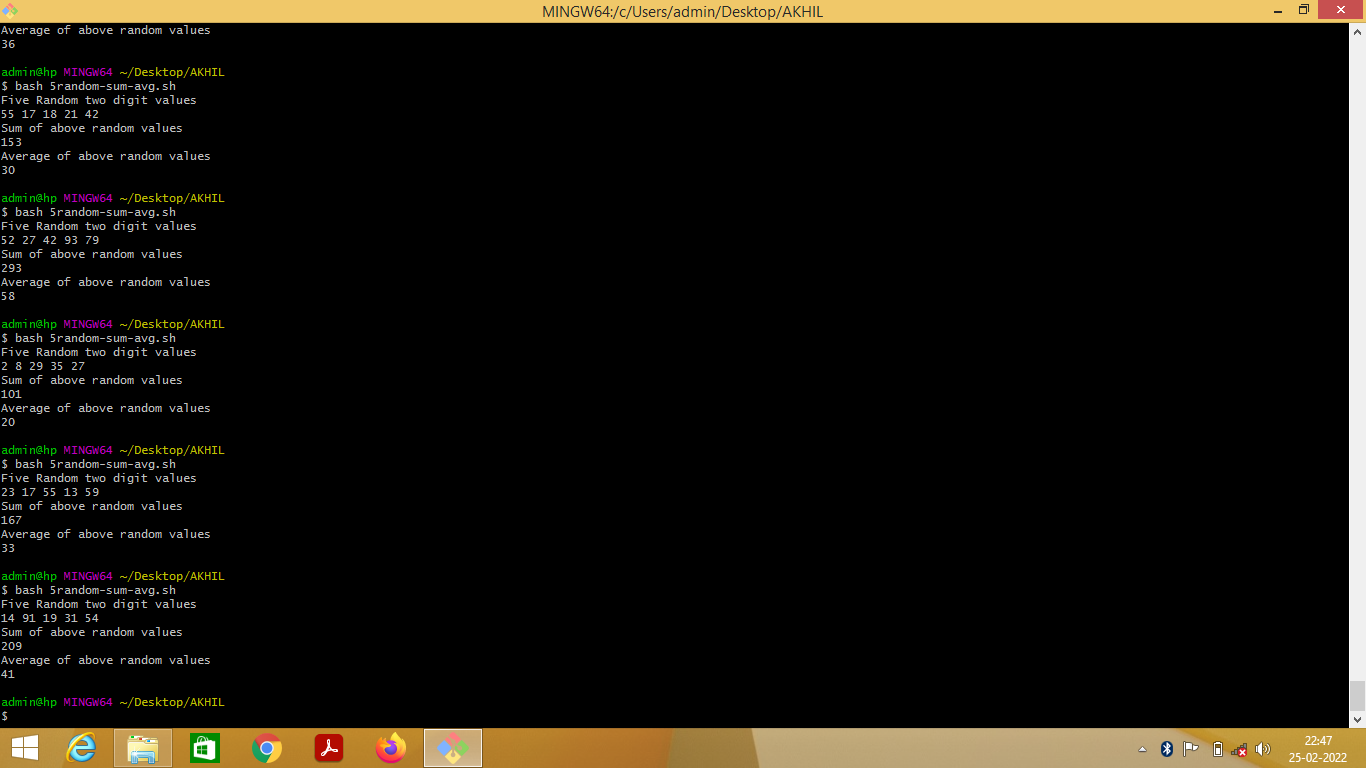 MINGW64:/c/Users/admin/Desktop/AKHIL
Average of above random values
36
admin@hp MINGW64 ~/Desktop/AKHIL
$ bash 5random-sum-avg.sh
Five Random two digit values
55 17 18 21 42
Sum of above random values
153
Average of above random values
30
admin@hp MINGW64 ~/Desktop/AKHIL
$ bash 5random-sum-avg.sh
Five Random two digit values
52 27 42 93 79
Sum of above random values
293
Average of above random values
58
admin@hp MINGW64 ~/Desktop/AKHIL
$ bash 5random-sum-avg.sh
Five Random two digit values
2 8 29 35 27
Sum of above random values
101
Average of above random values
20
admin@hp MINGW64 ~/Desktop/AKHIL
$ bash 5random-sum-avg.sh
Five Random two digit values
23 17 55 13 59
Sum of above random values
167
Average of above random values
33
admin@hp MINGW64 ~/Desktop/AKHIL
$ bash 5random-sum-avg.sh
Five Random two digit values
14 91 19 31 54
Sum of above random values
209
Average of above random values
41
admin@hp MINGW64 ~/Desktop/AKHIL
$
22:47
25-02-2022